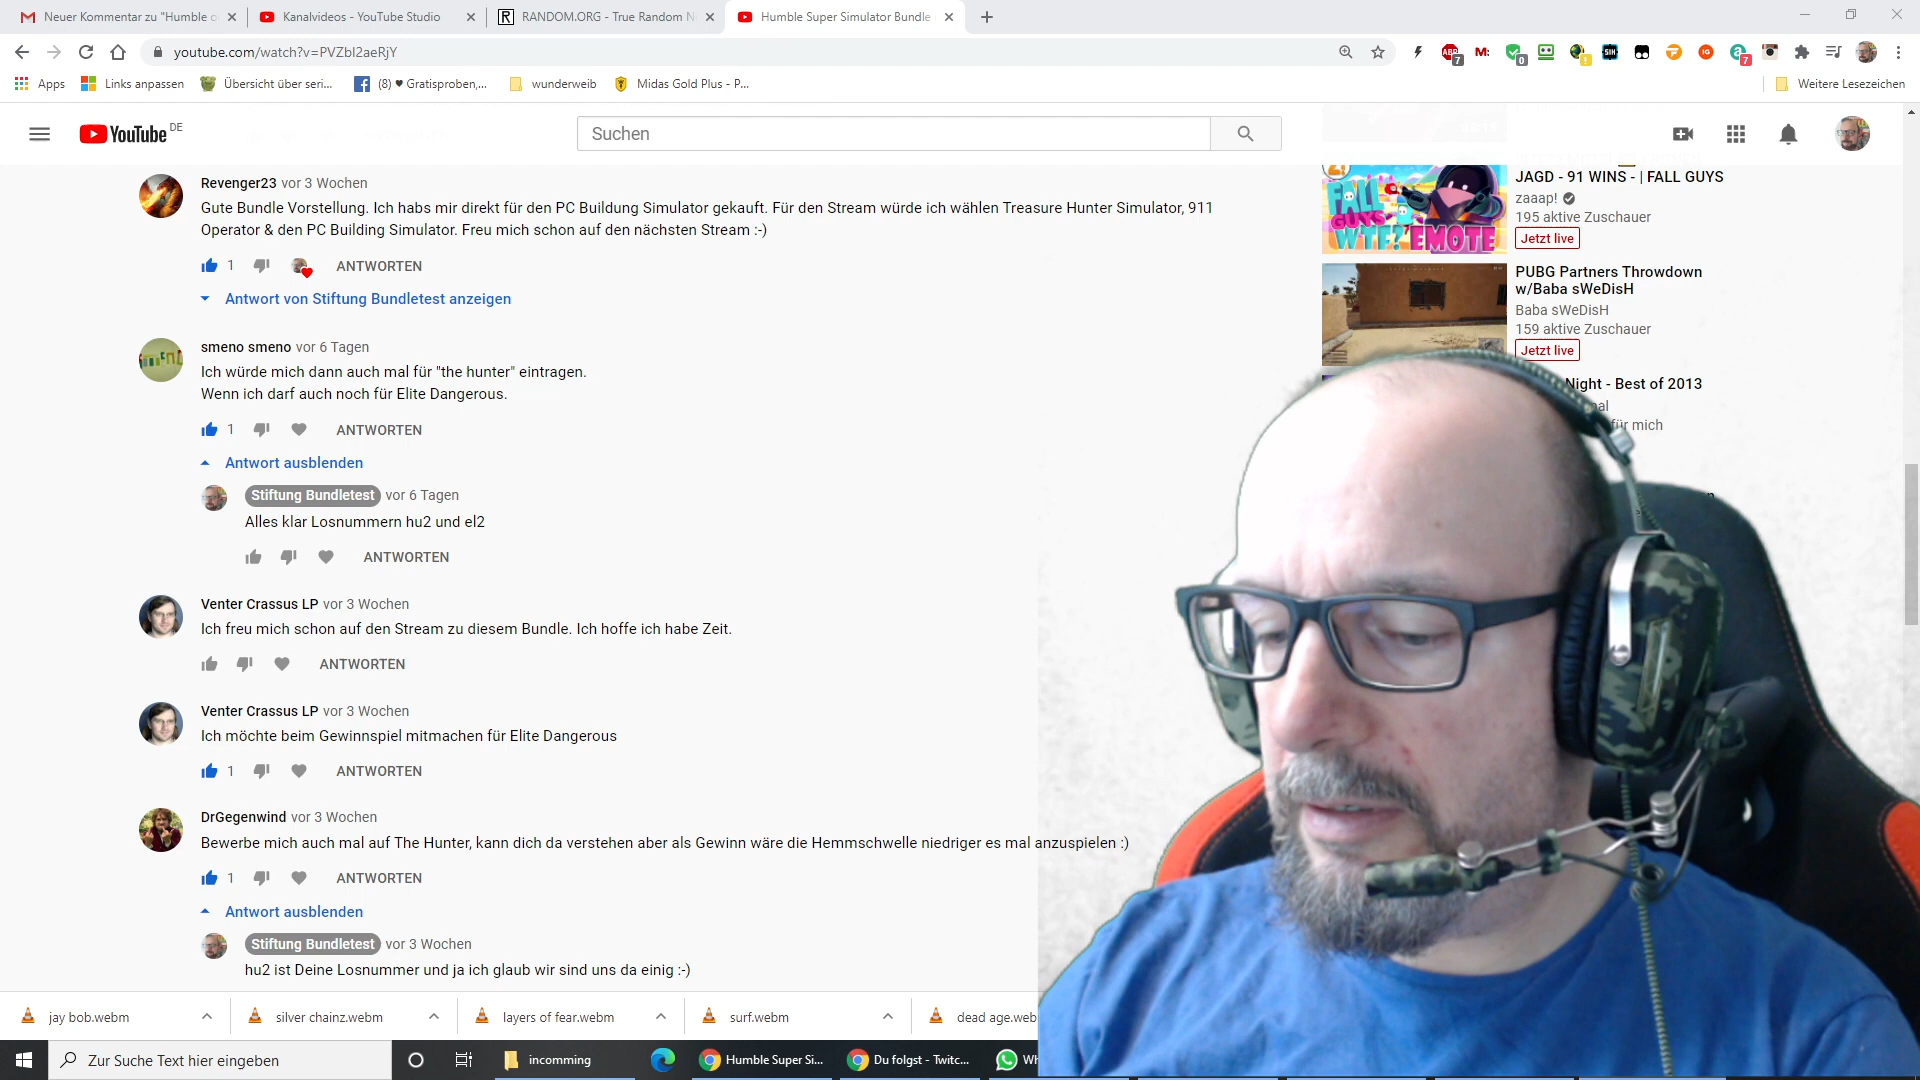 Neuer Kommentar zu "Humble
Kanalvideos - YouTube Studio
RANDOM.ORG - True Random N
Humble Super Simulator Bundle
youtube.com/watch?v=PVZbI2aeRjY
Apps
Links anpassen
Übersicht über seri...
(8) ♥ Gratisproben,...
wunderweib
Midas Gold Plus - P...
Weitere Lesezeichen
YouTube DE
Suchen
Revenger23 vor 3 Wochen
Gute Bundle Vorstellung. Ich habs mir direkt für den PC Buildung Simulator gekauft. Für den Stream würde ich wählen Treasure Hunter Simulator, 911
Operator & den PC Building Simulator. Freu mich schon auf den nächsten Stream :-)
1 ANTWORTEN
Antwort von Stiftung Bundletest anzeigen
smeno smeno vor 6 Tagen
Ich würde mich dann auch mal für "the hunter" eintragen.
Wenn ich darf auch noch für Elite Dangerous.
1 ANTWORTEN
Antwort ausblenden
Stiftung Bundletest vor 6 Tagen
Alles klar Losnummern hu2 und el2
ANTWORTEN
Venter Crassus LP vor 3 Wochen
Ich freu mich schon auf den Stream zu diesem Bundle. Ich hoffe ich habe Zeit.
ANTWORTEN
Venter Crassus LP vor 3 Wochen
Ich möchte beim Gewinnspiel mitmachen für Elite Dangerous
1 ANTWORTEN
DrGegenwind vor 3 Wochen
Bewerbe mich auch mal auf The Hunter, kann dich da verstehen aber als Gewinn wäre die Hemmschwelle niedriger es mal anzuspielen :)
1 ANTWORTEN
Antwort ausblenden
Stiftung Bundletest vor 3 Wochen
hu2 ist Deine Losnummer und ja ich glaub wir sind uns da einig :-)
FALL
GUYS
WTF? EMOTE
JAGD - 91 WINS - | FALL GUYS
zaaap!
195 aktive Zuschauer
Jetzt live
PUBG Partners Throwdown
w/Baba sWeDisH
Baba sWeDisH
159 aktive Zuschauer
Jetzt live
Night - Best of 2013
für mich
jay bob.webm
silver chainz.webm
layers of fear.webm
surf.webm
dead age.web
Zur Suche Text hier eingeben
incomming
Humble Super Si...
Du folgst - Twitc...
Wh